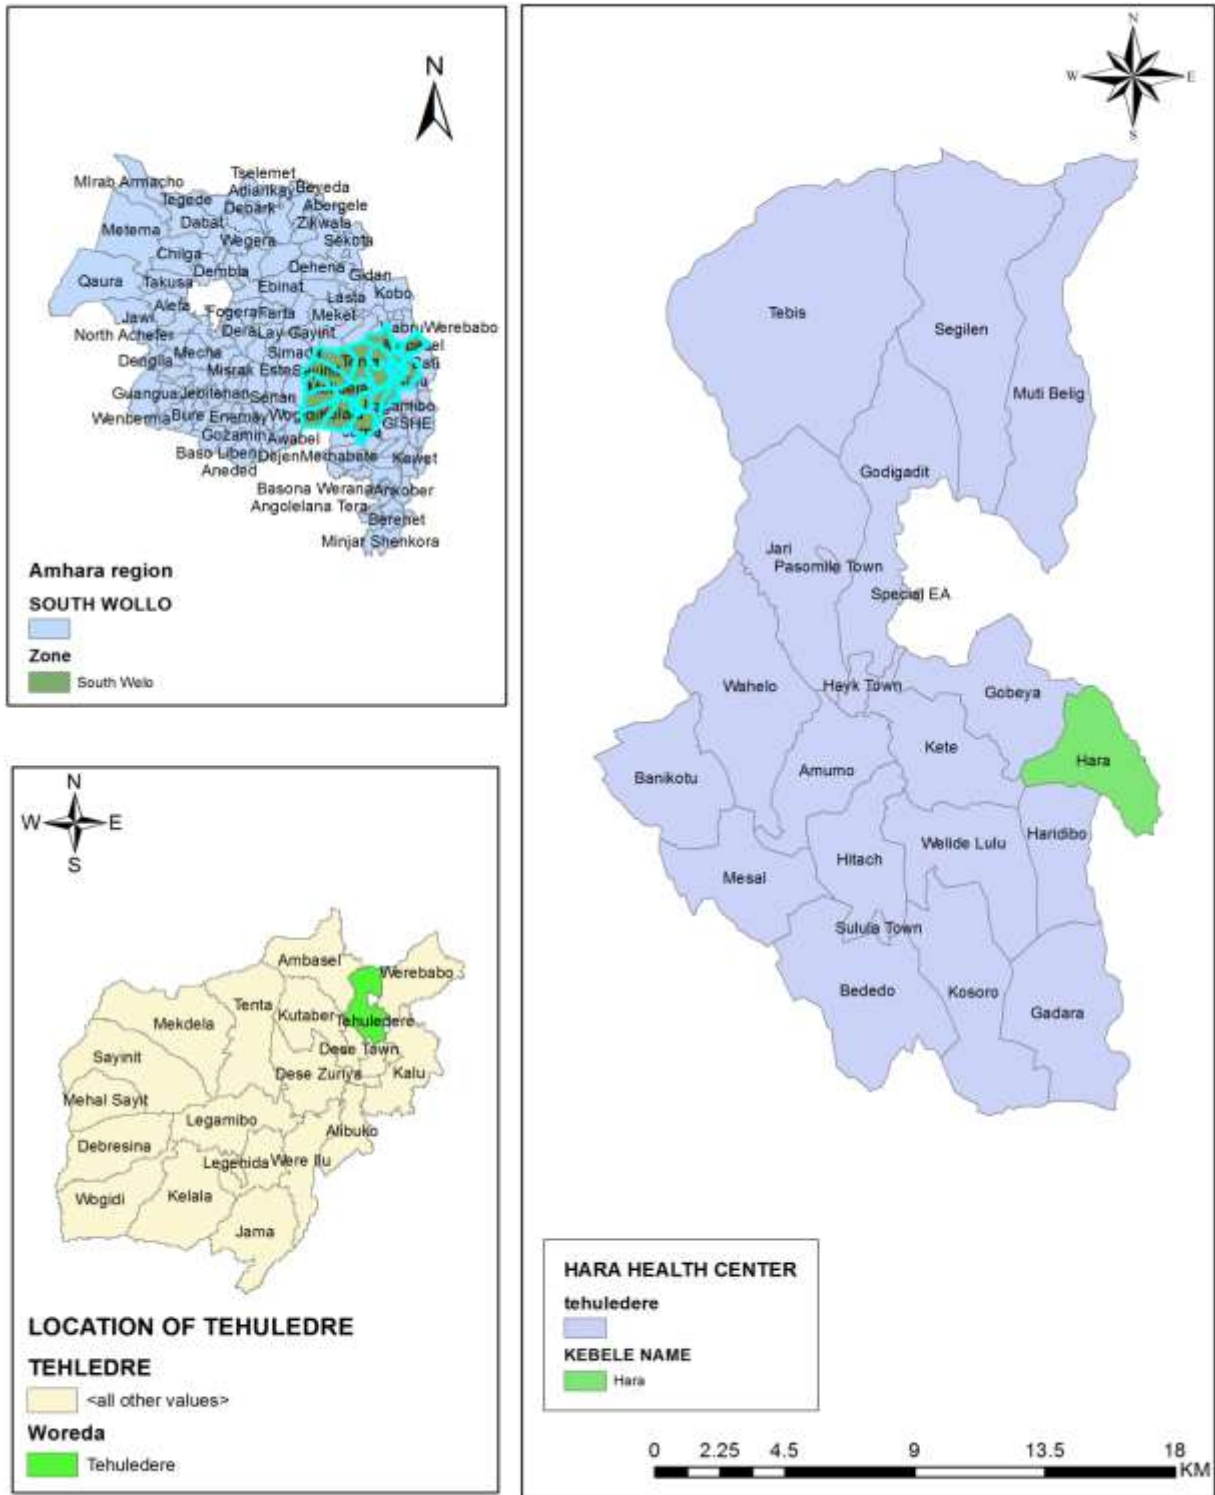 N
Mirab Armacho
Tselemet
Adiarikay
Beyeda
Tegede
Debark
Abergele
Metema
Dabat
Zikwala
Wegera
Sekota
Chilga
Dembla
Dehena
Gidan
Qaura
Takusa
Ebinat
Lasta
Kobo
Alefa
Jawi
Fogera
Farta
Meket
North Achefer
Dera
Lay Gayint
Werebabo
Dengila
Mecha
Simada
Misrak Este
Guangua
Jebitehan
Senan
Wenberma
Bure
Enemay
GISHE
Gozamin
Awabel
Baso Liben
Dejen
Merhabete
Kewet
Aneded
Basona Werana
Ankober
Angolelana Tera
Berehet
Minjar Shenkora
Amhara region
SOUTH WOLLO
Zone
South Welo
N
W E
S
Ambasel
Werebabo
Tenta
Kutaber
Tehuledere
Mekdela
Dese Town
Sayinit
Dese Zuriya
Kalu
Mehal Sayit
Legamibo
Alibuko
Debresina
Legehida
Were Ilu
Wogidi
Kelala
Jama
LOCATION OF TEHULEDRE
TEHLEDRE
<all other values>
Woreda
Tehuledere
N
W E
S
Tebis
Segilen
Muti Belig
Godigadit
Jari
Pasomile Town
Special EA
Wahelo
Hayk Town
Gobeya
Kete
Hara
Banikotu
Amumo
Haridibo
Welide Lulu
Hitach
Mesal
Sulula Town
Bededo
Kosoro
Gadara
HARA HEALTH CENTER
tehuledere
KEBELE NAME
Hara
0 2.25 4.5 9 13.5 18
KM